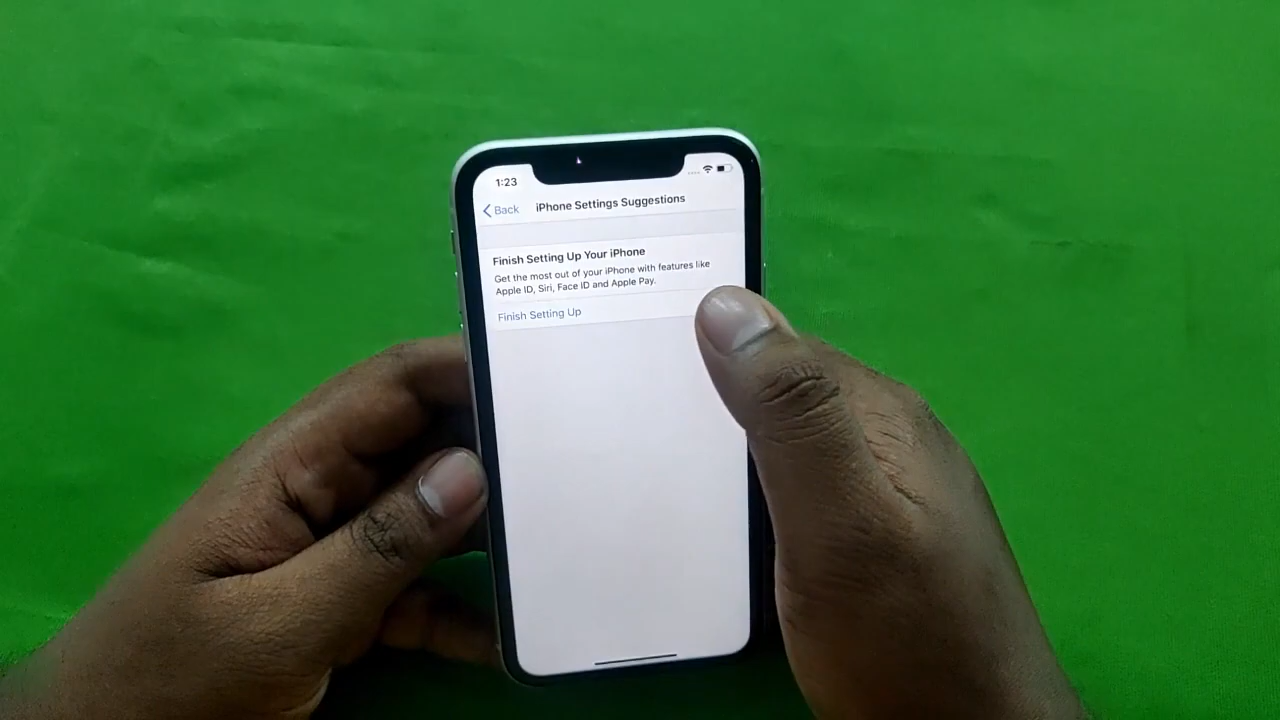 1:23
Back
iPhone Settings Suggestions
Finish Setting Up Your iPhone
Get the most out of your iPhone with features like
Apple ID, Siri, Face ID and Apple Pay.
Finish Setting Up